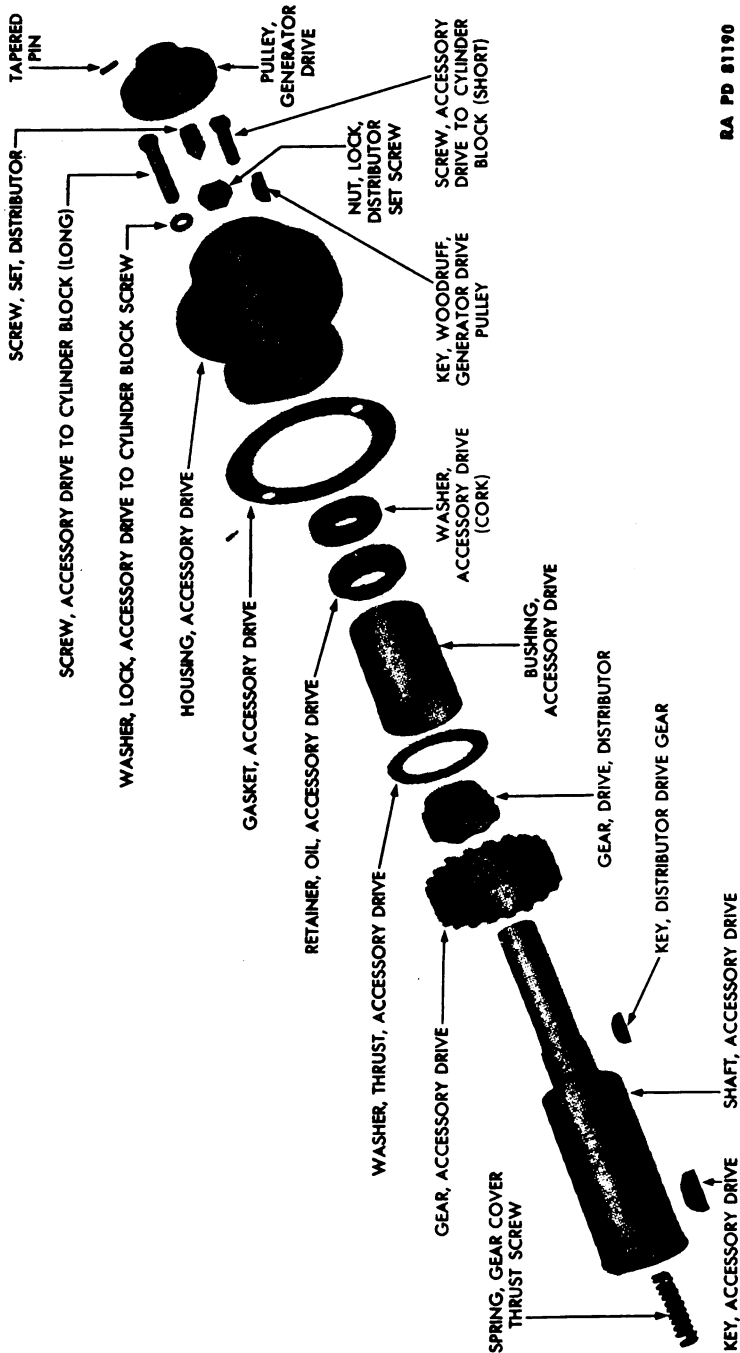 TAPERED
PIN
SCREW, SET, DISTRIBUTOR
PULLEY,
GENERATOR
DRIVE
SCREW, ACCESSORY DRIVE TO CYLINDER BLOCK (LONG)
WASHER, LOCK, ACCESSORY DRIVE TO CYLINDER BLOCK SCREW
SCREW, ACCESSORY
DRIVE TO CYLINDER
BLOCK (SHORT)
NUT, LOCK,
DISTRIBUTOR
SET SCREW
HOUSING, ACCESSORY DRIVE
KEY, WOODRUFF,
GENERATOR DRIVE
PULLEY
GASKET, ACCESSORY DRIVE
WASHER,
ACCESSORY DRIVE
(CORK)
RETAINER, OIL, ACCESSORY DRIVE
BUSHING,
ACCESSORY DRIVE
WASHER, THRUST, ACCESSORY DRIVE
GEAR, DRIVE, DISTRIBUTOR
GEAR, ACCESSORY DRIVE
KEY, DISTRIBUTOR DRIVE GEAR
SPRING, GEAR COVER
THRUST SCREW
SHAFT, ACCESSORY DRIVE
KEY, ACCESSORY DRIVE
RA PD 81190